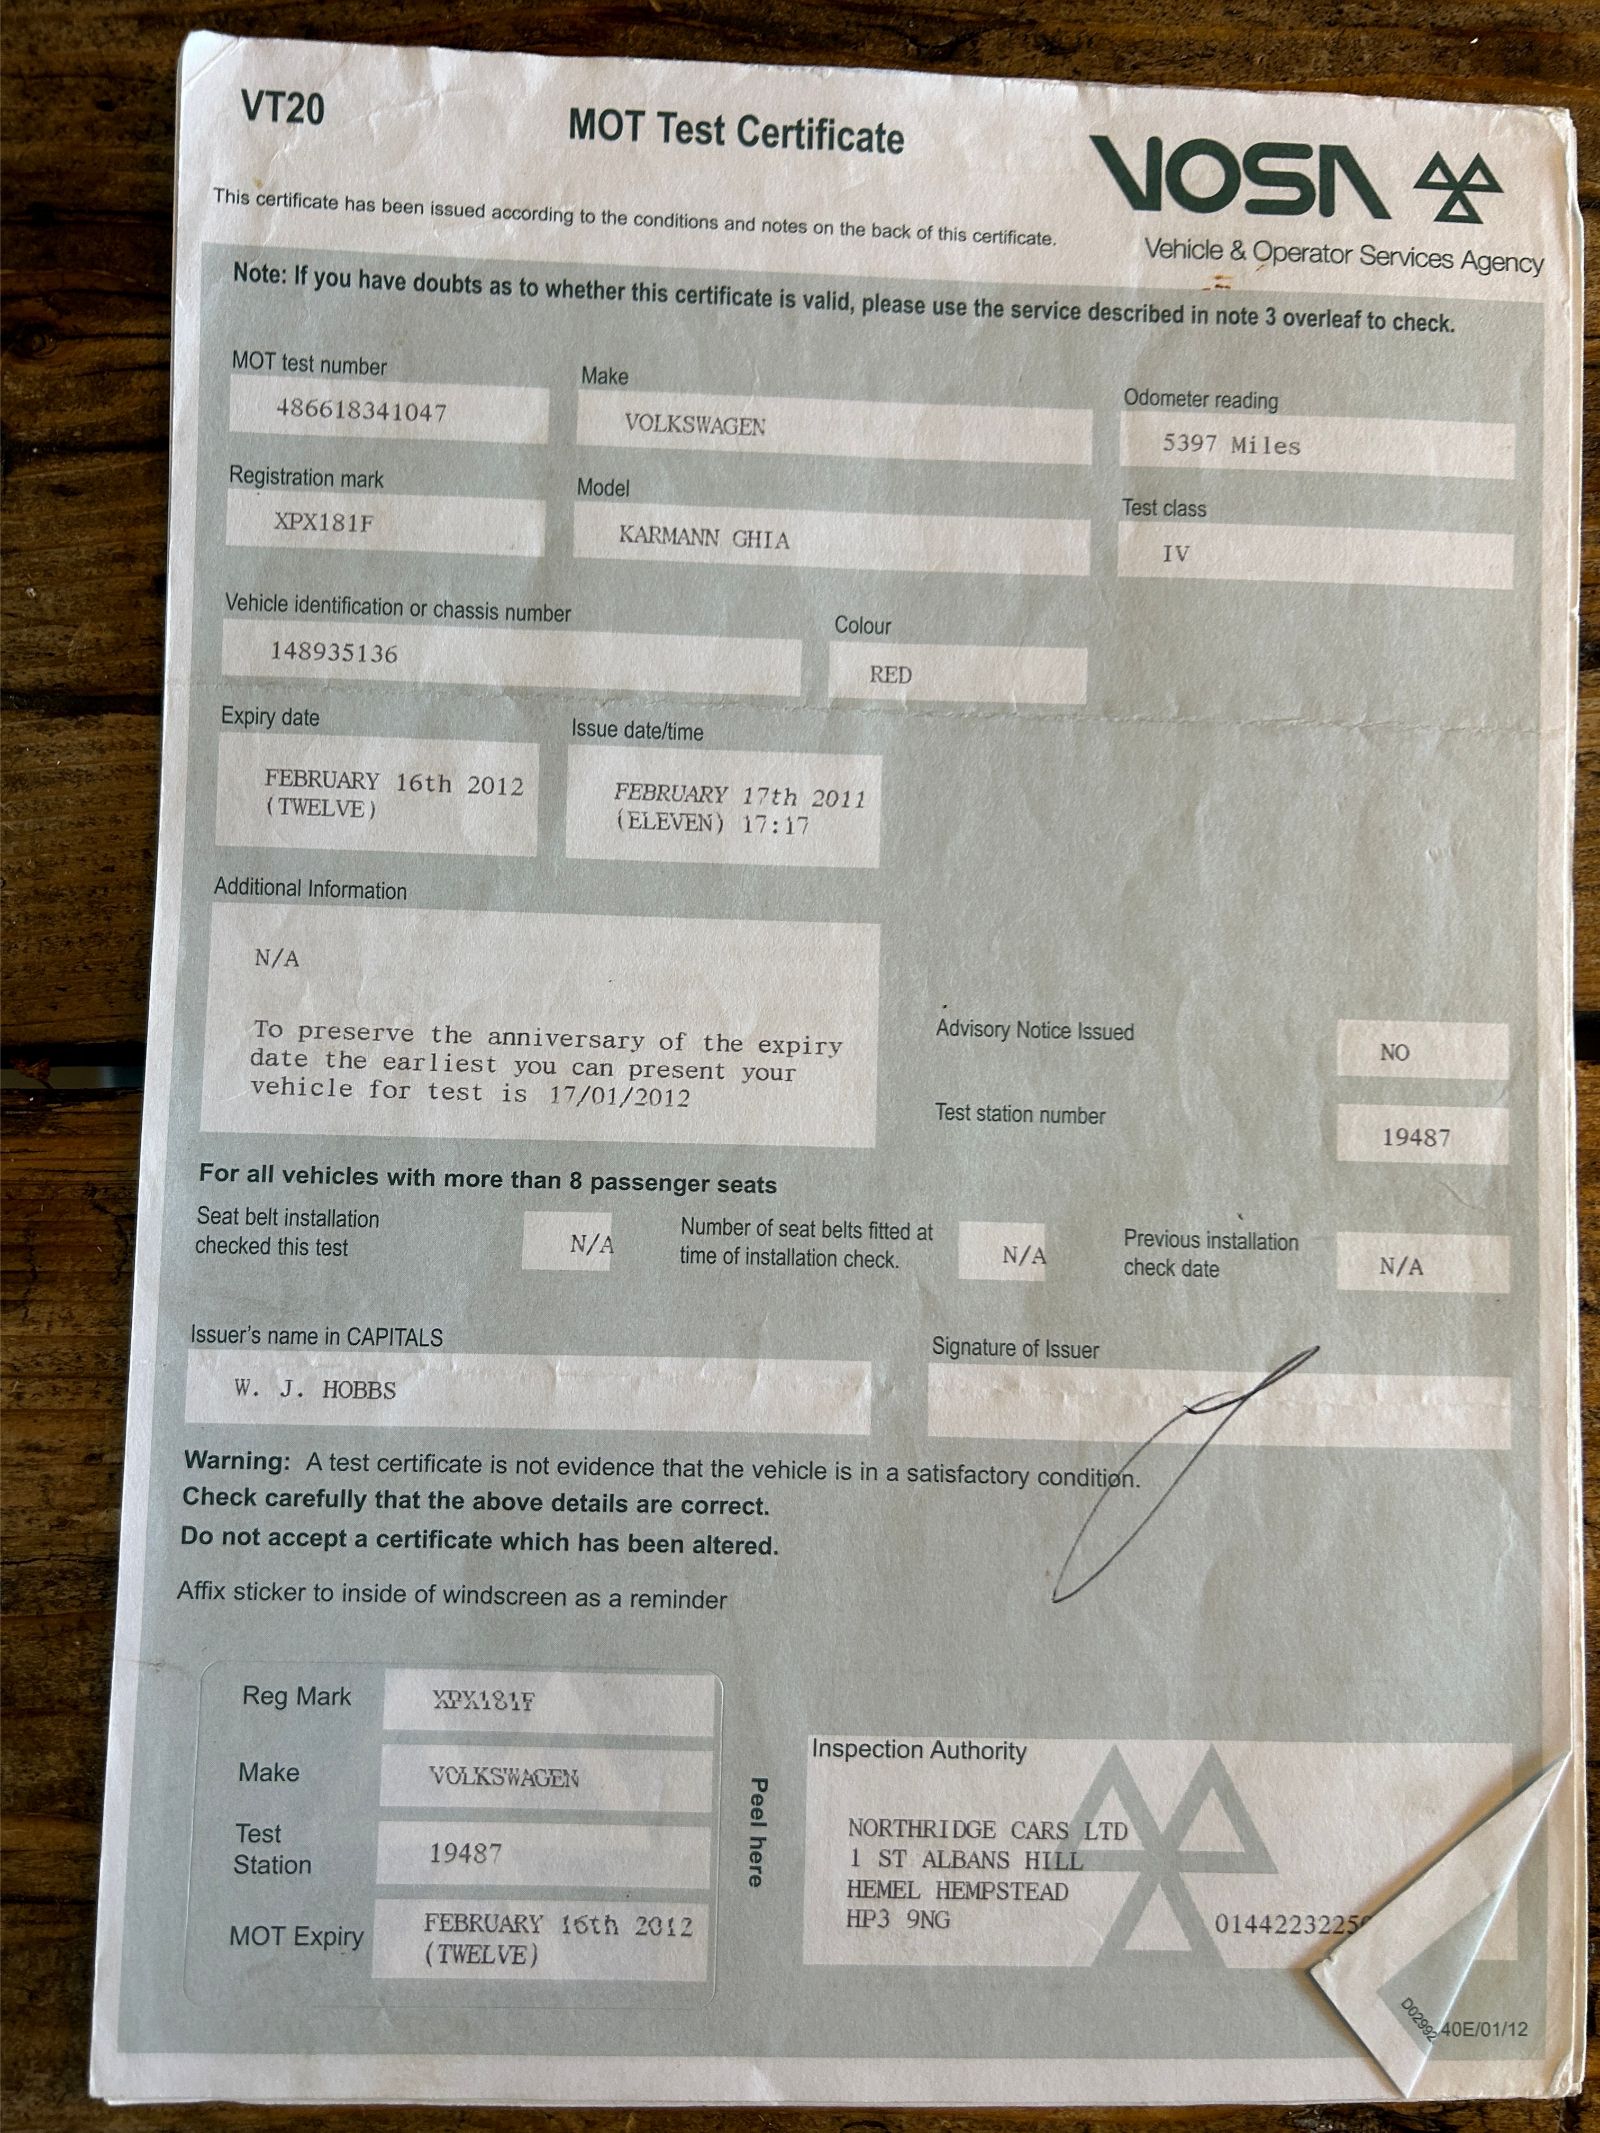 VT20
MOT Test Certificate
VOSA
Vehicle & Operator Services Agency
This certificate has been issued according to the conditions and notes on the back of this certificate.
Note: If you have doubts as to whether this certificate is valid, please use the service described in note 3 overleaf to check.
MOT test number
486618341047
Make
VOLKSWAGEN
Odometer reading
5397 Miles
Registration mark
XPX181F
Model
KARMANN GHIA
Test class
IV
Vehicle identification or chassis number
148935136
Colour
RED
Expiry date
FEBRUARY 16th 2012
(TWELVE)
Issue date/time
FEBRUARY 17th 2011
(ELEVEN) 17:17
Additional Information
N/A
To preserve the anniversary of the expiry
date the earliest you can present your
vehicle for test is 17/01/2012
Advisory Notice Issued
NO
Test station number
19487
For all vehicles with more than 8 passenger seats
Seat belt installation
checked this test
N/A
Number of seat belts fitted at
time of installation check.
N/A
Previous installation
check date
N/A
Issuer's name in CAPITALS
W. J. HOBBS
Signature of Issuer
Warning: A test certificate is not evidence that the vehicle is in a satisfactory condition.
Check carefully that the above details are correct.
Do not accept a certificate which has been altered.
Affix sticker to inside of windscreen as a reminder
Reg Mark
XPX181F
Make
VOLKSWAGEN
Test
Station
19487
MOT Expiry
FEBRUARY 16th 2012
(TWELVE)
Peel here
Inspection Authority
NORTHRIDGE CARS LTD
1 ST ALBANS HILL
HEMEL HEMPSTEAD
HP3 9NG
D02992
40E/01/12